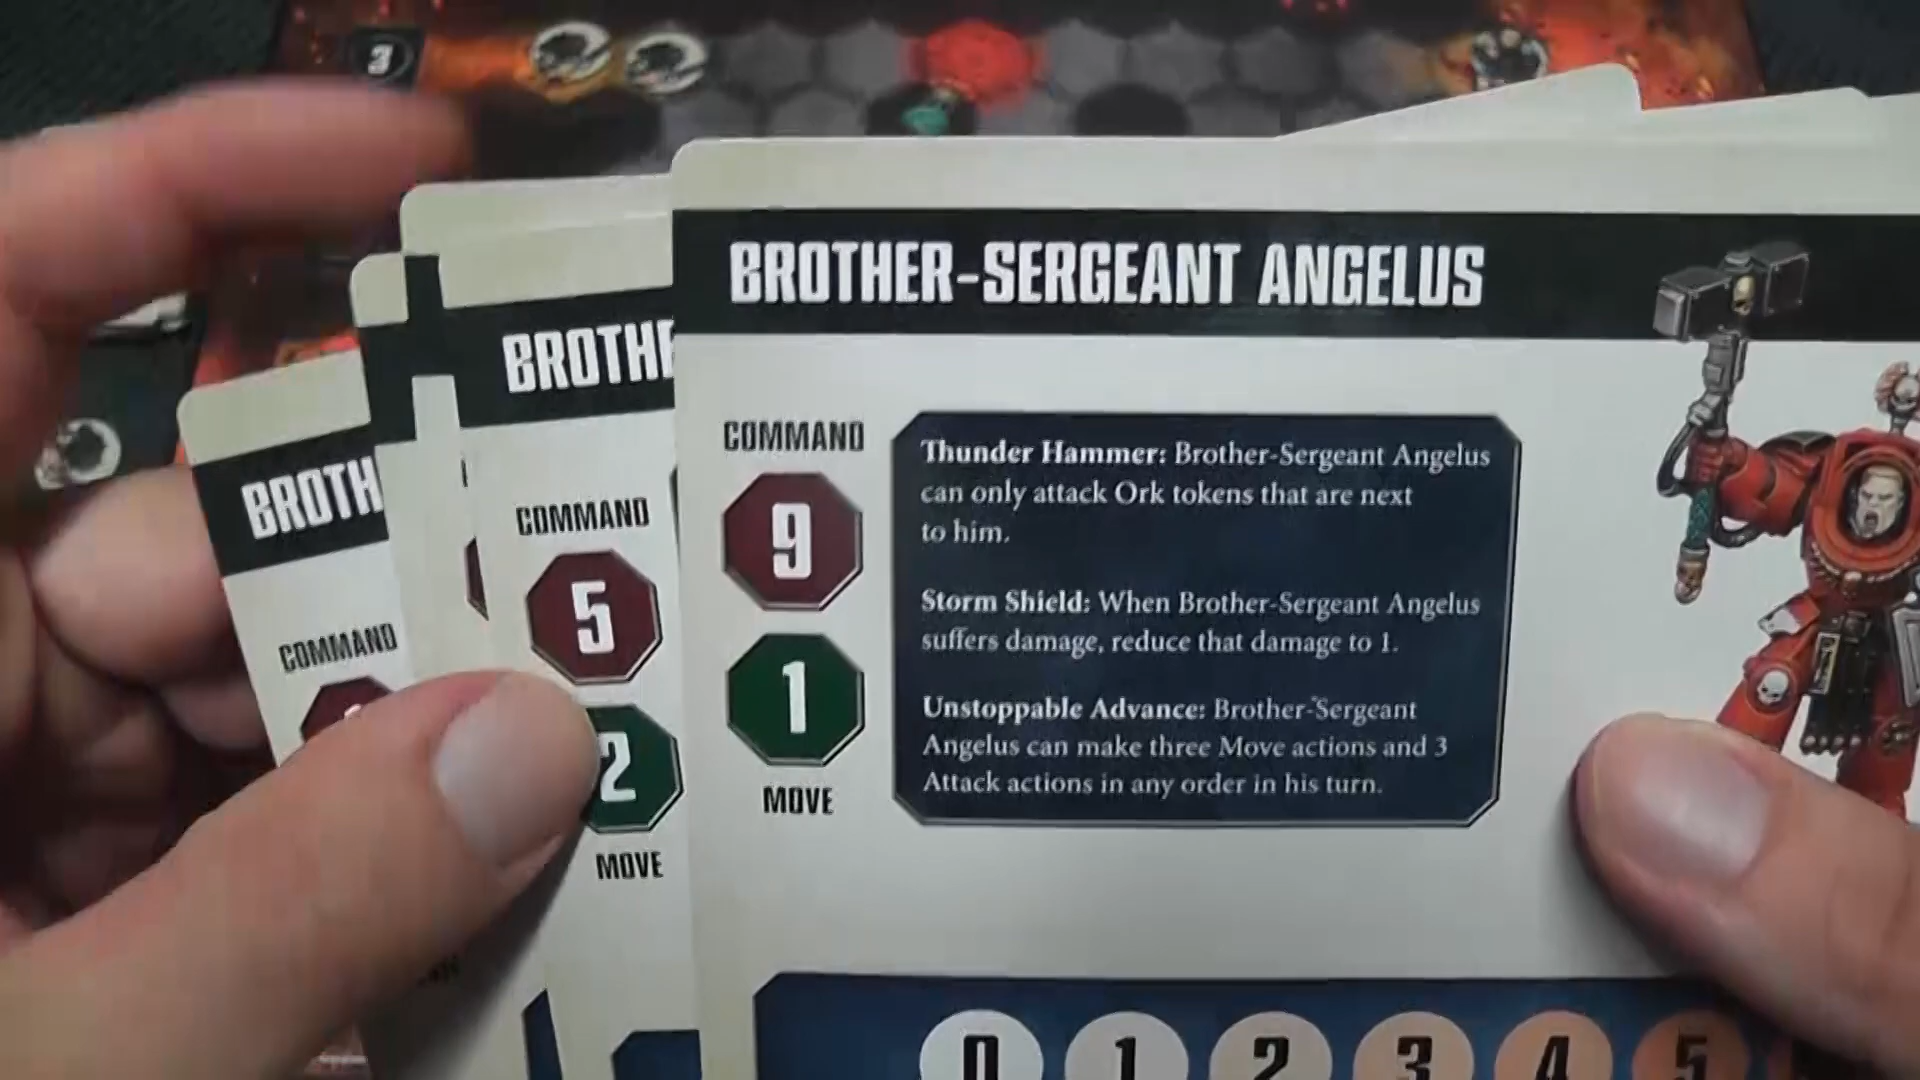 3
BROTHER-SERGEANT ANGELUS
COMMAND
9
1
MOVE
Thunder Hammer: Brother-Sergeant Angelus
can only attack Ork tokens that are next
to him.
Storm Shield: When Brother-Sergeant Angelus
suffers damage, reduce that damage to 1.
Unstoppable Advance: Brother-Sergeant
Angelus can make three Move actions and 3
Attack actions in any order in his turn.
0 1 2 3 4 5
BROTHE
COMMAND
5
2
MOVE
BROTH
COMMAND